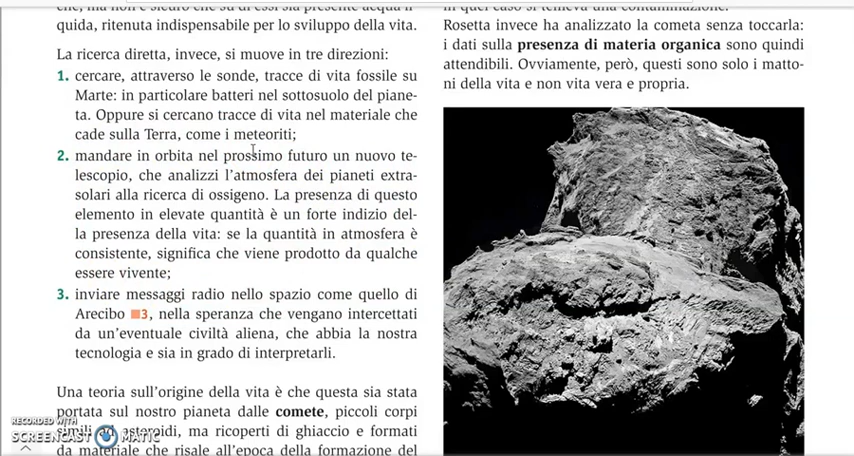 che, ma non è sicuro che su di essi sia presente acqua li-
quida, ritenuta indispensabile per lo sviluppo della vita.
La ricerca diretta, invece, si muove in tre direzioni:
1. cercare, attraverso le sonde, tracce di vita fossile su
Marte: in particolare batteri nel sottosuolo del piane-
ta. Oppure si cercano tracce di vita nel materiale che
cade sulla Terra, come i meteoriti;
2. mandare in orbita nel prossimo futuro un nuovo te-
lescopio, che analizzi l'atmosfera dei pianeti extra-
solari alla ricerca di ossigeno. La presenza di questo
elemento in elevate quantità è un forte indizio del-
la presenza della vita: se la quantità in atmosfera è
consistente, significa che viene prodotto da qualche
essere vivente;
3. inviare messaggi radio nello spazio come quello di
Arecibo ■3, nella speranza che vengano intercettati
da un'eventuale civiltà aliena, che abbia la nostra
tecnologia e sia in grado di interpretarli.
Una teoria sull'origine della vita è che questa sia stata
portata sul nostro pianeta dalle comete, piccoli corpi
simili ad asteroidi, ma ricoperti di ghiaccio e formati
da materiale che risale all'epoca della formazione del
in quel caso si temeva una contaminazione.
Rosetta invece ha analizzato la cometa senza toccarla:
i dati sulla presenza di materia organica sono quindi
attendibili. Ovviamente, però, questi sono solo i matto-
ni della vita e non vita vera e propria.
RECORDED WITH
SCREENCAST MATIC